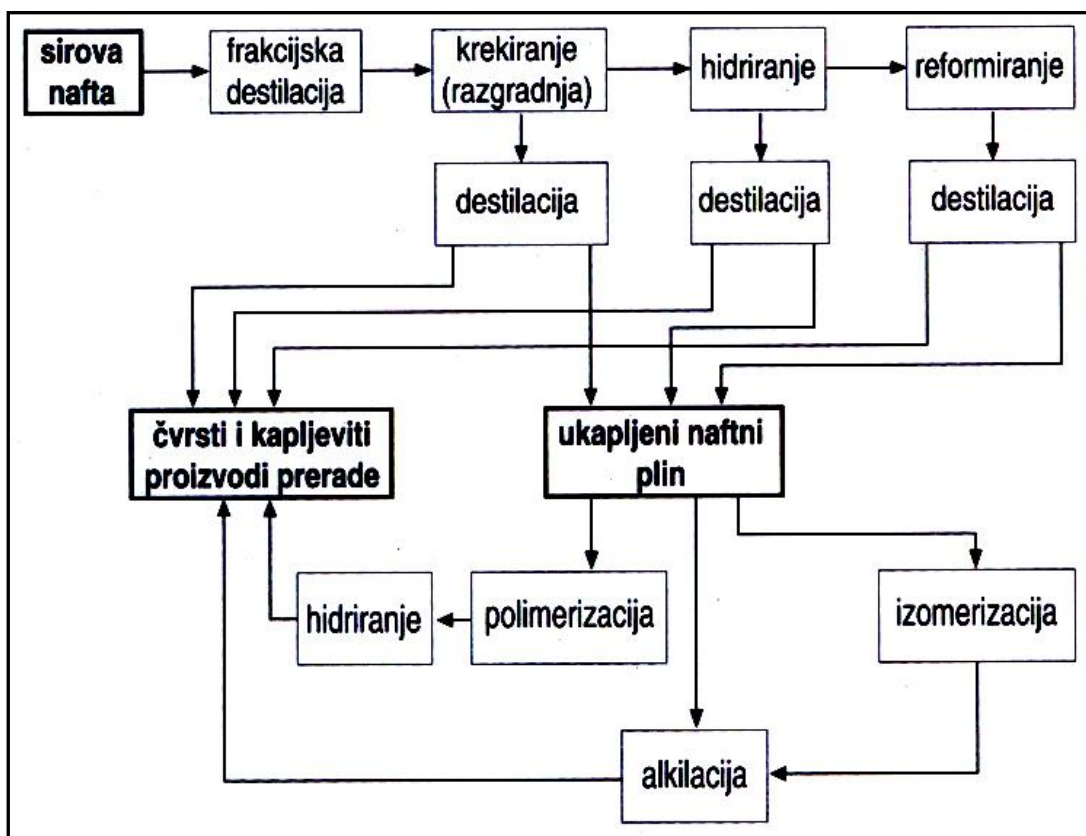 sirova
nafta
frakcijska
destilacija
krekiranje
(razgradnja)
hidriranje
reformiranje
destilacija
destilacija
destilacija
čvrsti i kapljeviti
proizvodi prerade
ukapljeni naftni
plin
hidriranje
polimerizacija
izomerizacija
alkilacija